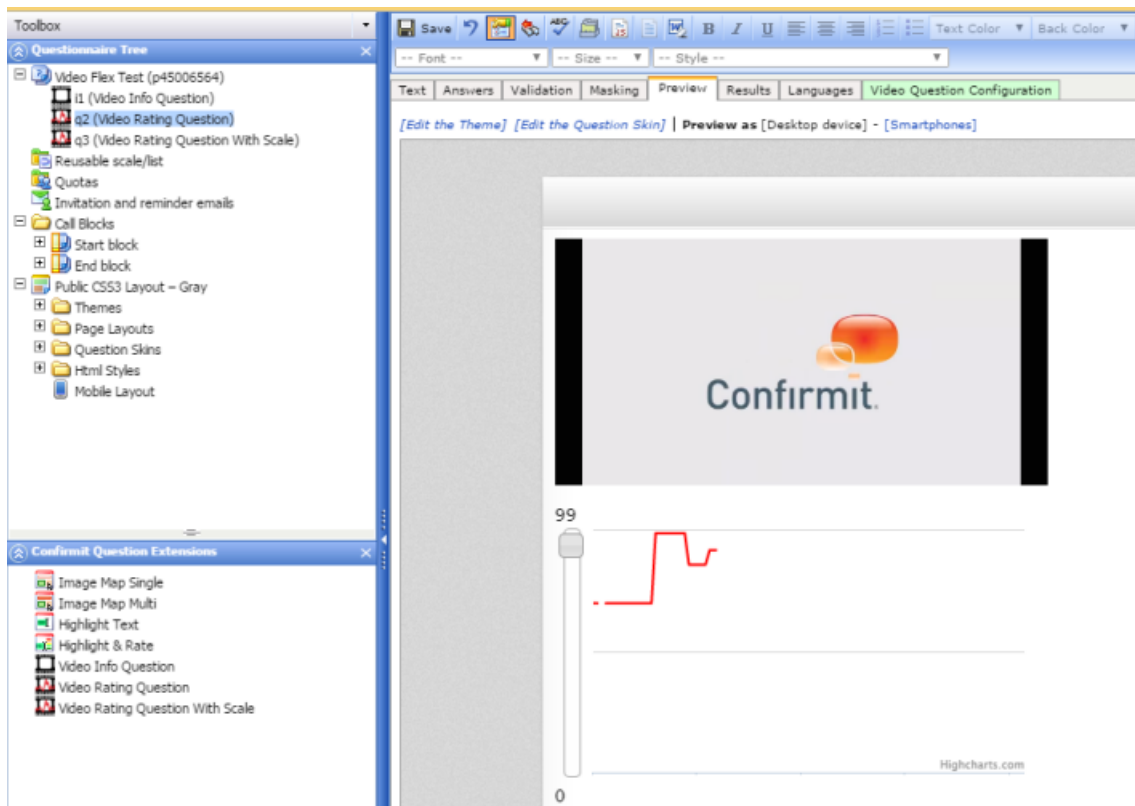 Toolbox
Questionnaire Tree
Video Flex Test (p45006564)
i1 (Video Info Question)
q2 (Video Rating Question)
q3 (Video Rating Question With Scale)
Reusable scale/list
Quotas
Invitation and reminder emails
Call Blocks
Start block
End block
Public CSS3 Layout – Gray
Themes
Page Layouts
Question Skins
Html Styles
Mobile Layout
Confirmit Question Extensions
Image Map Single
Image Map Multi
Highlight Text
Highlight & Rate
Video Info Question
Video Rating Question
Video Rating Question With Scale
Save ABC B I U Text Color Back Color
-- Font -- -- Size -- -- Style --
Text Answers Validation Masking Preview Results Languages Video Question Configuration
[Edit the Theme] [Edit the Question Skin] | Preview as [Desktop device] - [Smartphones]
Confirmit.
99
Highcharts.com
0